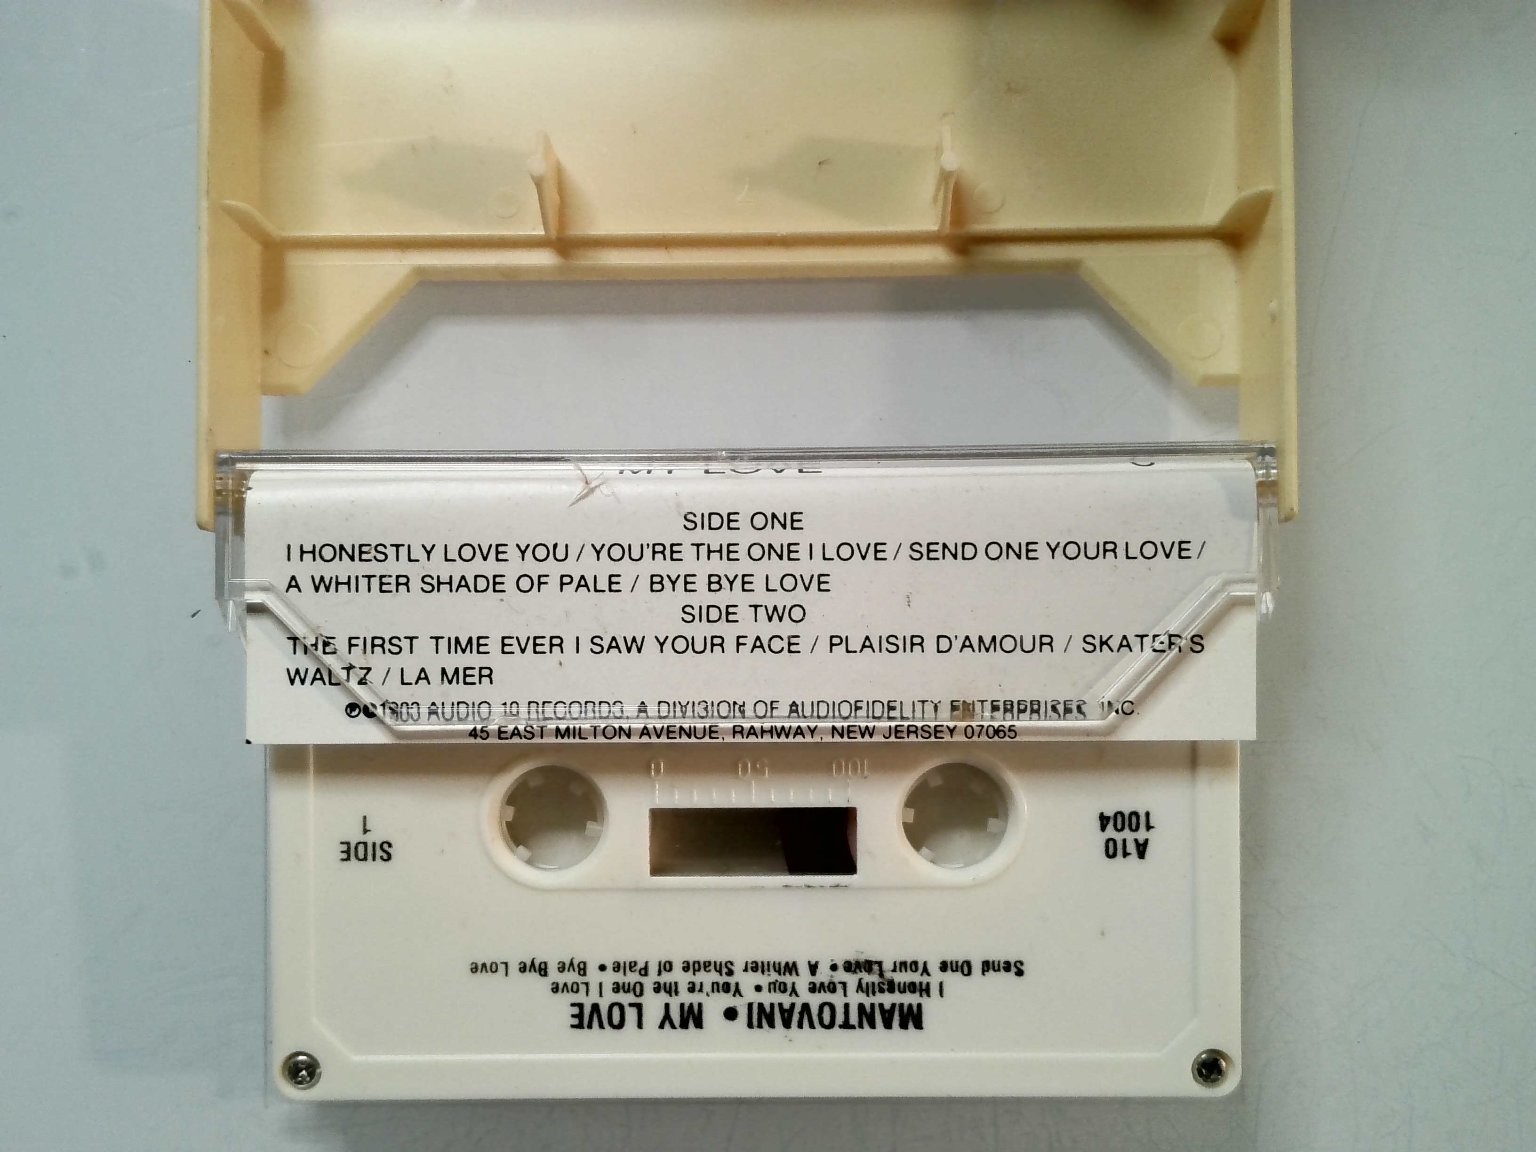 MY LOVE
SIDE ONE
I HONESTLY LOVE YOU / YOU'RE THE ONE I LOVE / SEND ONE YOUR LOVE /
A WHITER SHADE OF PALE / BYE BYE LOVE
SIDE TWO
THE FIRST TIME EVER I SAW YOUR FACE / PLAISIR D'AMOUR / SKATER'S
WALTZ / LA MER
AUDIO 10 RECORDS, A DIVISION OF AUDIOFIDELITY ENTERPRISES INC.
45 EAST MILTON AVENUE, RAHWAY, NEW JERSEY 07065
MANTOVANI • MY LOVE
I Honestly Love You • You're the One I Love
Send One Your Love • A Whiter Shade of Pale • Bye Bye Love
A10
1004
SIDE
1
100 50 0